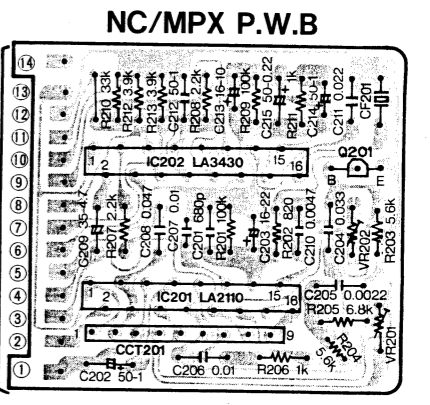 NC/MPX P.W.B
14
13
12
11
10
9
8
7
6
5
4
3
2
1
R210 33k
R212 3.9k
R213 3.9k
C212 50-1
R208 2.2k
C213 16-10
R209 100k
C215 50-.22
R211 1k
C214 50-1
C211 0.022
CF201
1 2 IC202 LA3430 15 16
Q201
B E
C209 35-4.7
R207 2.2k
C208 0.047
C207 0.01
C201 680p
R201 100k
C203 16-22
R202 820
C210 0.0047
C204 0.033
VR202
R203 5.6k
1 2 IC201 LA2110 15 16
C205 0.0022
R205 6.8k
1 CCT201 9
R204 5.6k
VR201
C202 50-1
C206 0.01
R206 1k